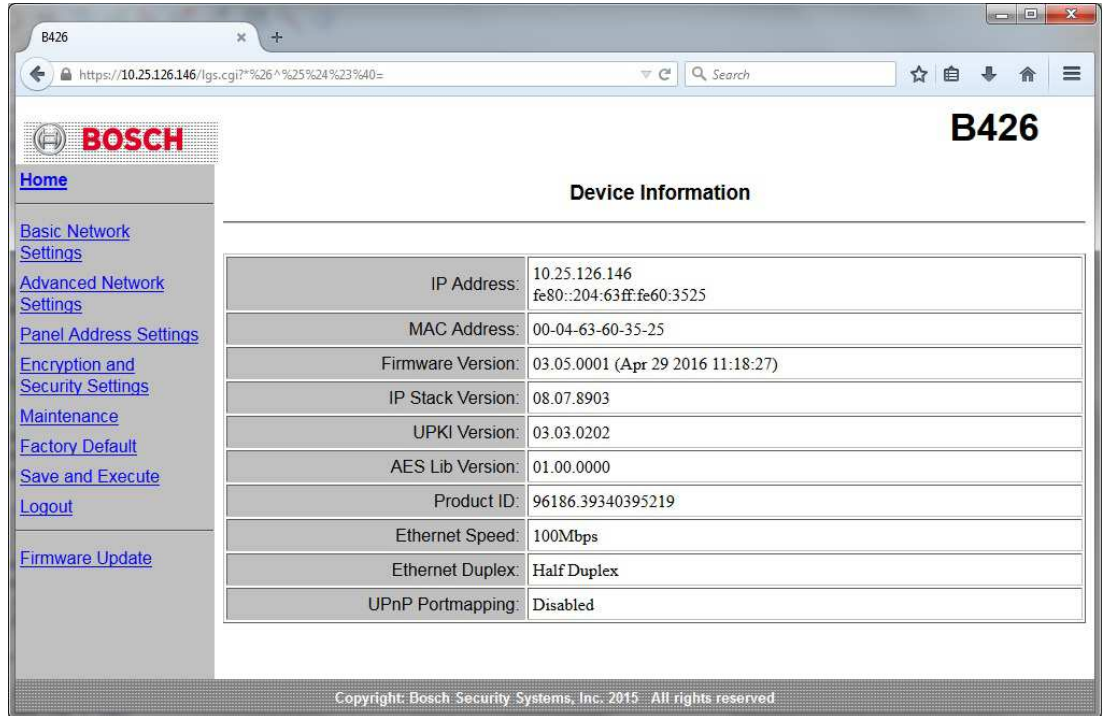 B426
https://10.25.126.146/lgs.cgi?*%26^%25%24%23%40=
Search
BOSCH
B426
Home
Basic Network
Settings
Advanced Network
Settings
Panel Address Settings
Encryption and
Security Settings
Maintenance
Factory Default
Save and Execute
Logout
Firmware Update
Device Information
IP Address: 10.25.126.146
fe80::204:63ff:fe60:3525
MAC Address: 00-04-63-60-35-25
Firmware Version: 03.05.0001 (Apr 29 2016 11:18:27)
IP Stack Version: 08.07.8903
UPKI Version: 03.03.0202
AES Lib Version: 01.00.0000
Product ID: 96186.39340395219
Ethernet Speed: 100Mbps
Ethernet Duplex: Half Duplex
UPnP Portmapping: Disabled
Copyright: Bosch Security Systems, Inc. 2015 All rights reserved